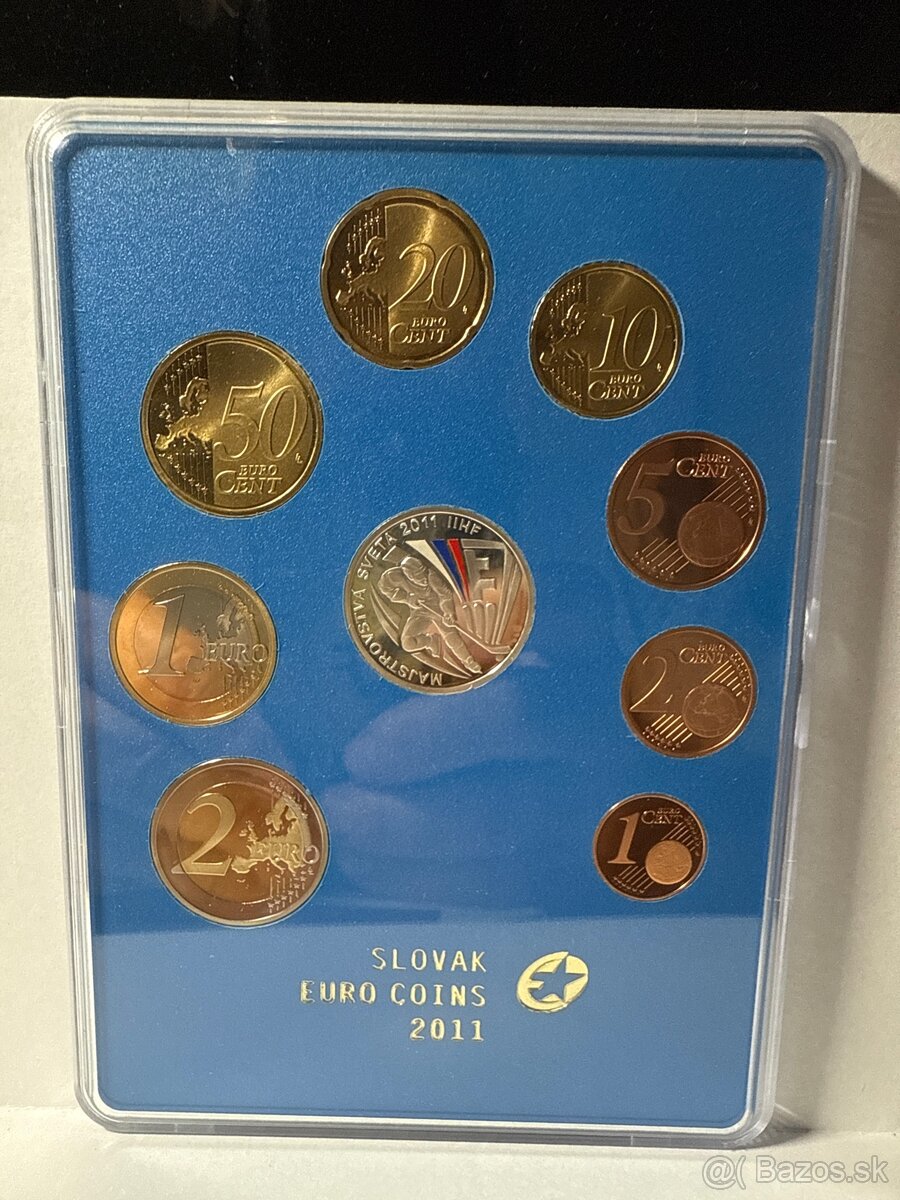 20
EURO
CENT
10
EURO
CENT
50
EURO
CENT
5
EURO
CENT
MAJSTROVSTVÁ SVETA 2011 IIHF
1 EURO
2
EURO
CENT
2 EURO
1
EURO
CENT
SLOVAK
EURO COINS
2011
@( Bazos.sk